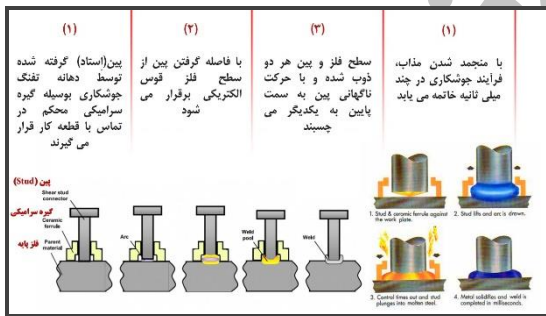 (۱)
پین(استاد) گرفته شده
توسط دهانه تفنگ
جوشکاری بوسیله گیره
سرامیکی محکم در
تماس با قطعه کار قرار
می گیرند
(۲)
با فاصله گرفتن پین از
سطح فلز قوس
الکتریکی برقرار می
شود
(۳)
سطح فلز و پین هر دو
ذوب شده و با حرکت
ناگهانی پین به سمت
پایین به یکدیگر می
چسبند
(۱)
با منجمد شدن مذاب،
فرآیند جوشکاری در چند
میلی ثانیه خاتمه می یابد
پین (Stud)
Shear stud
connector
گیره سرامیکی
Ceramic
ferrule
فلز پایه
Parent
material
Arc
Weld
pool
Weld
1. Stud & ceramic ferrule against
the work plate.
2. Stud lifts and arc is drawn.
3. Control times out and stud
plunges into molten steel.
4. Metal solidifies and weld is
completed in milliseconds.